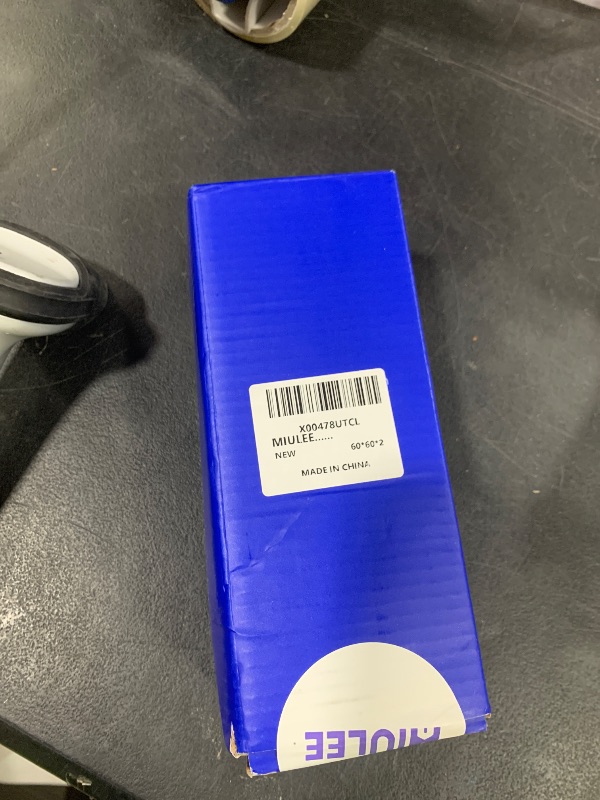 X00478UTCL
MIULEE......
NEW 60*60*2
MADE IN CHINA
MIULEE